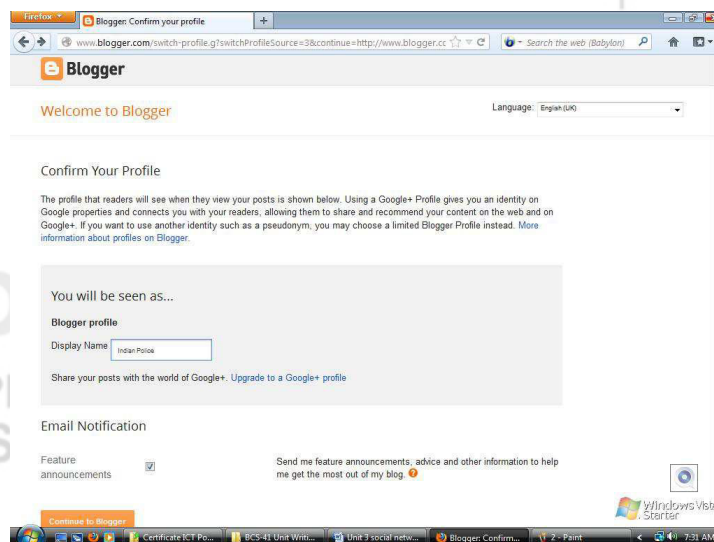 Firefox
Blogger: Confirm your profile
www.blogger.com/switch-profile.g?switchProfileSource=3&continue=http://www.blogger.cc
Search the web (Babylon)
Blogger
Welcome to Blogger
Language: English (UK)
Confirm Your Profile
The profile that readers will see when they view your posts is shown below. Using a Google+ Profile gives you an identity on
Google properties and connects you with your readers, allowing them to share and recommend your content on the web and on
Google+. If you want to use another identity such as a pseudonym, you may choose a limited Blogger Profile instead. More
information about profiles on Blogger.
You will be seen as...
Blogger profile
Display Name Indian Police
Share your posts with the world of Google+. Upgrade to a Google+ profile
Email Notification
Feature
announcements
Send me feature announcements, advice and other information to help
me get the most out of my blog.
Continue to Blogger
Windows Vista
Starter
Certificate ICT Po... BCS-41 Unit Writi... Unit 3 social netw... Blogger: Confirm... 2 - Paint 7:31 AM